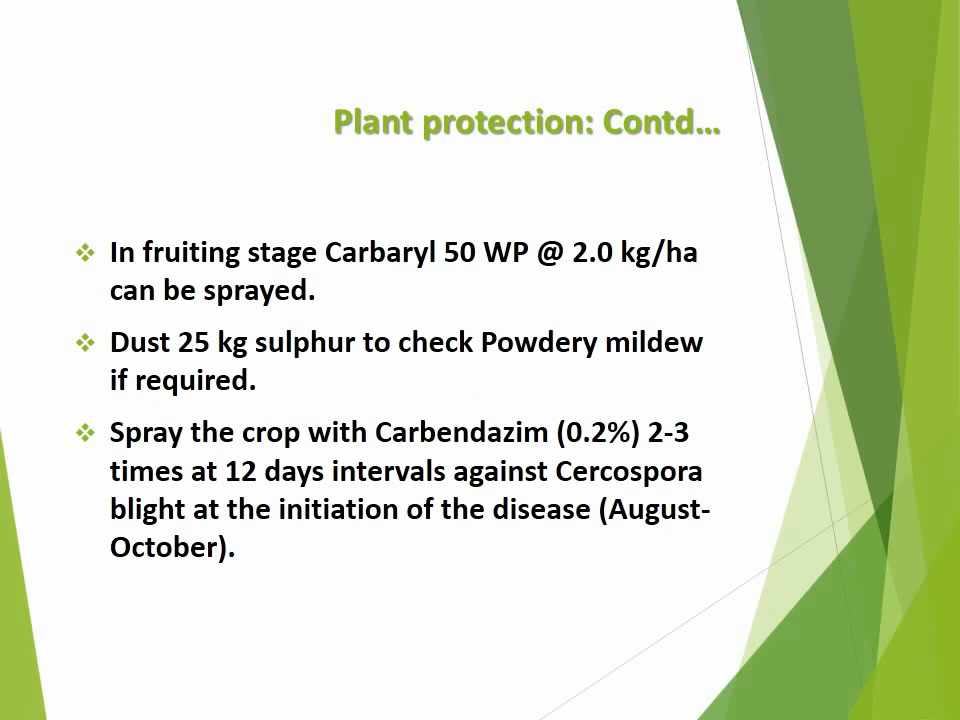 Plant protection: Contd...
In fruiting stage Carbaryl 50 WP @ 2.0 kg/ha
can be sprayed.
Dust 25 kg sulphur to check Powdery mildew
if required.
Spray the crop with Carbendazim (0.2%) 2-3
times at 12 days intervals against Cercospora
blight at the initiation of the disease (August-
October).